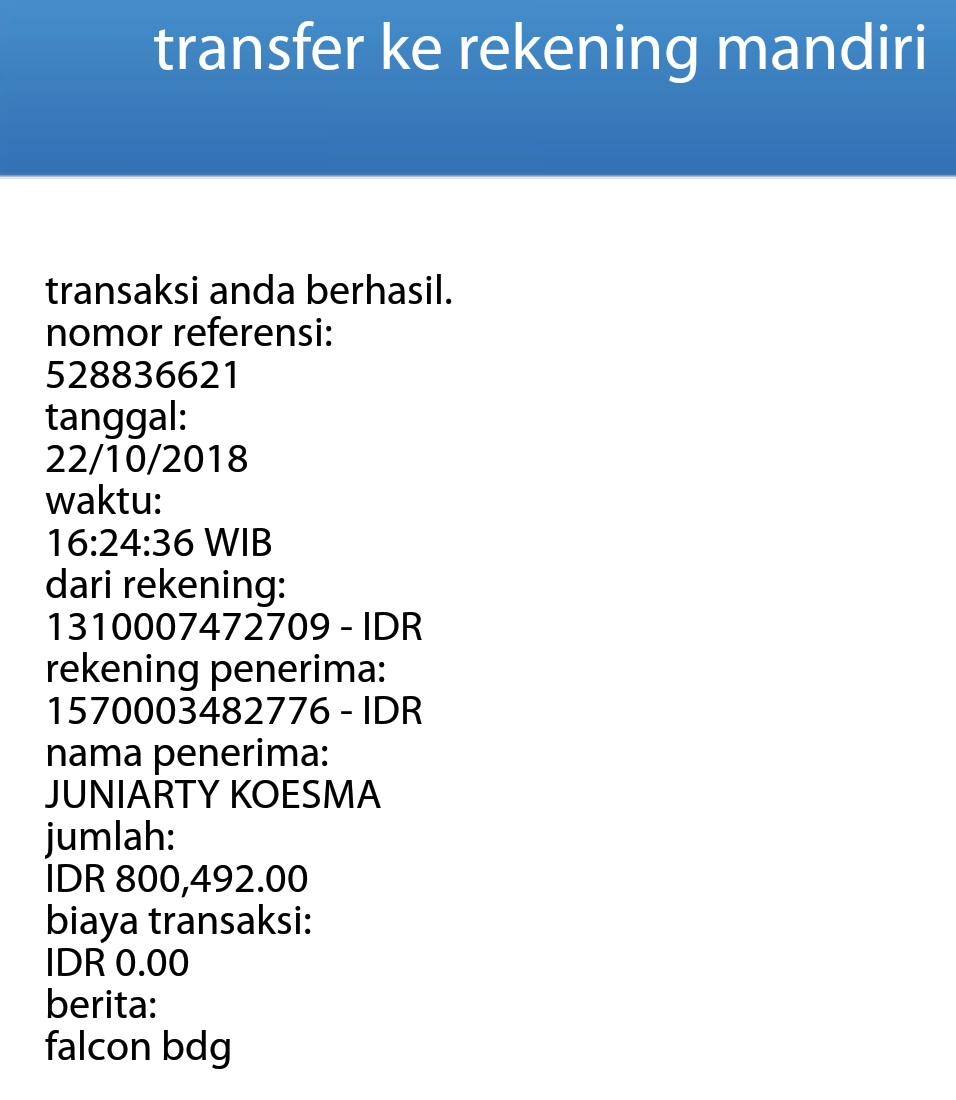 transfer ke rekening mandiri
transaksi anda berhasil.
nomor referensi:
528836621
tanggal:
22/10/2018
waktu:
16:24:36 WIB
dari rekening:
1310007472709 - IDR
rekening penerima:
1570003482776 - IDR
nama penerima:
JUNIARTY KOESMA
jumlah:
IDR 800,492.00
biaya transaksi:
IDR 0.00
berita:
falcon bdg